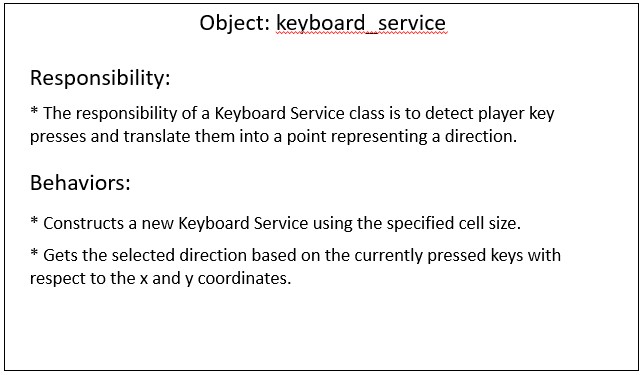 Object: keyboard_service
Responsibility:
* The responsibility of a Keyboard Service class is to detect player key
presses and translate them into a point representing a direction.
Behaviors:
* Constructs a new Keyboard Service using the specified cell size.
* Gets the selected direction based on the currently pressed keys with
respect to the x and y coordinates.